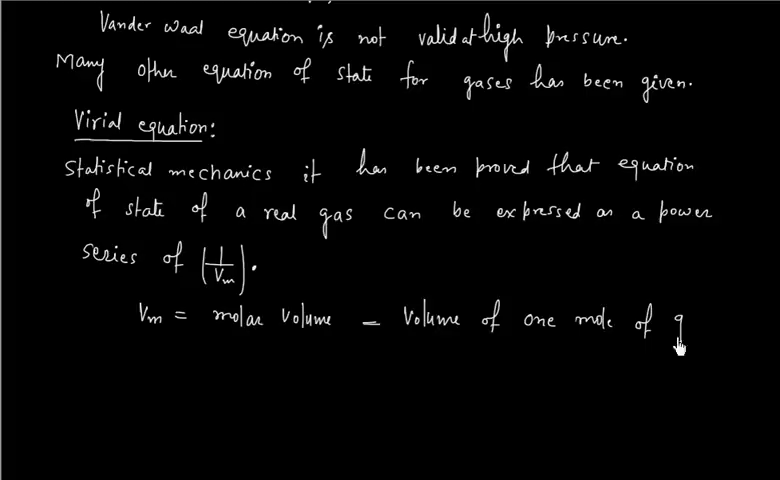 Vander Waal equation is not valid at high pressure.
Many other equation of state for gases has been given.
Virial equation:
Statistical mechanics it has been proved that equation
of state of a real gas can be expressed as a power
series of (1/Vm).
Vm = molar volume = Volume of one mole of g